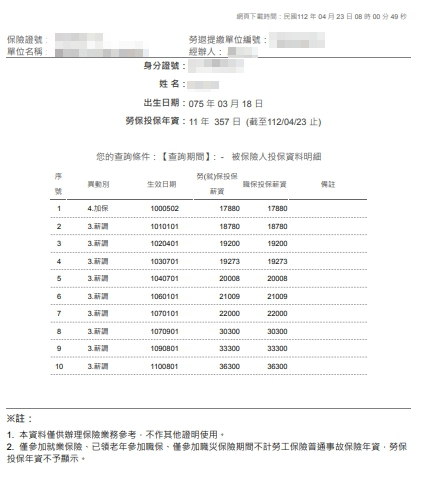 網頁下載時間：民國112 年 04 月 23 日 08 時 00 分 49 秒
保險證號： 勞退提繳單位編號：
單位名稱： 經辦人：
身分證號：
姓 名：
出生日期：075 年 03 月 18 日
勞保投保年資：11 年 357 日 (截至112/04/23 止)
您的查詢條件：【查詢期間】: - 被保險人投保資料明細
序號 異動別 生效日期 勞(就)保投保薪資 職保投保薪資 備註
1 4.加保 1000502 17880 17880
2 3.薪調 1010101 18780 18780
3 3.薪調 1020401 19200 19200
4 3.薪調 1030701 19273 19273
5 3.薪調 1040701 20008 20008
6 3.薪調 1060101 21009 21009
7 3.薪調 1070101 22000 22000
8 3.薪調 1070901 30300 30300
9 3.薪調 1090801 33300 33300
10 3.薪調 1100801 36300 36300
※註：
1. 本資料僅供辦理保險業務參考，不作其他證明使用。
2. 僅參加就業保險、已領老年參加職保、僅參加職災保險期間不計勞工保險普通事故保險年資，勞保
投保年資不予顯示。